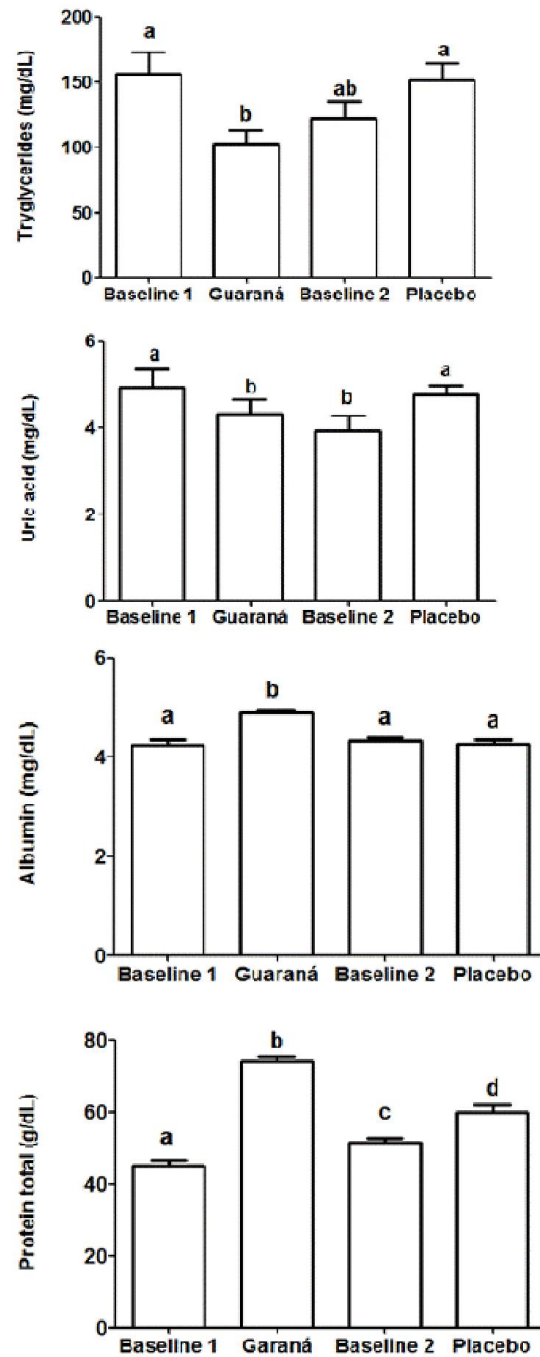 Tryglycerides (mg/dL)
200
150
100
50
0
a
b
ab
a
Baseline 1 Guaraná Baseline 2 Placebo
Uric acid (mg/dL)
6
4
2
0
a
b
b
a
Baseline 1 Guaraná Baseline 2 Placebo
Albumin (mg/dL)
6
4
2
0
a
b
a
a
Baseline 1 Guaraná Baseline 2 Placebo
Protein total (g/dL)
80
60
40
20
0
a
b
c
d
Baseline 1 Garaná Baseline 2 Placebo